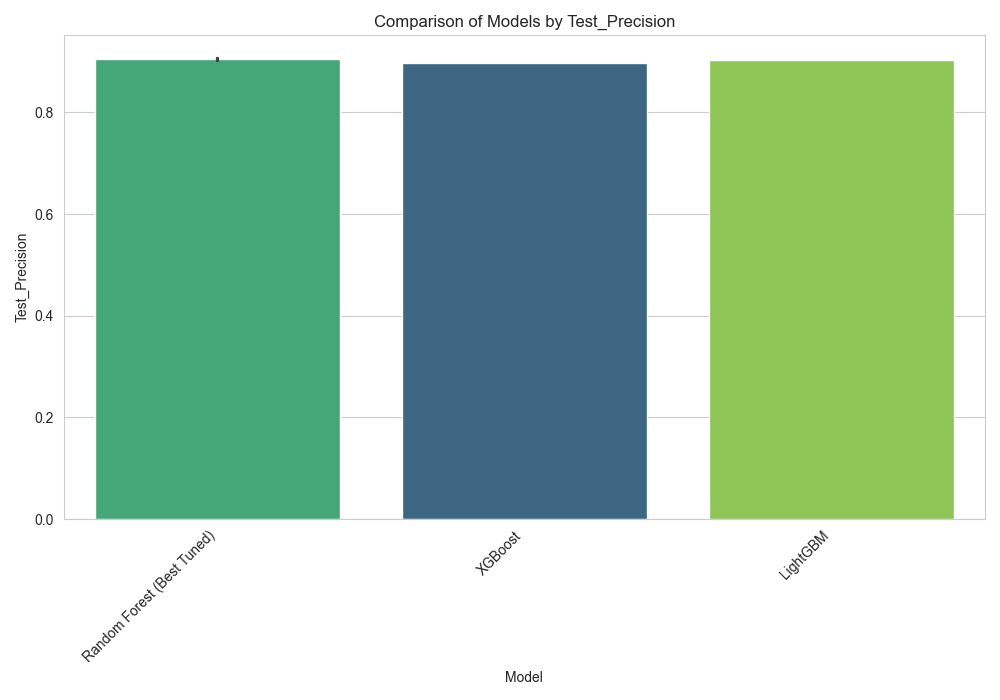 Comparison of Models by Test_Precision
Test_Precision
0.8
0.6
0.4
0.2
0.0
Random Forest (Best Tuned)
XGBoost
LightGBM
Model